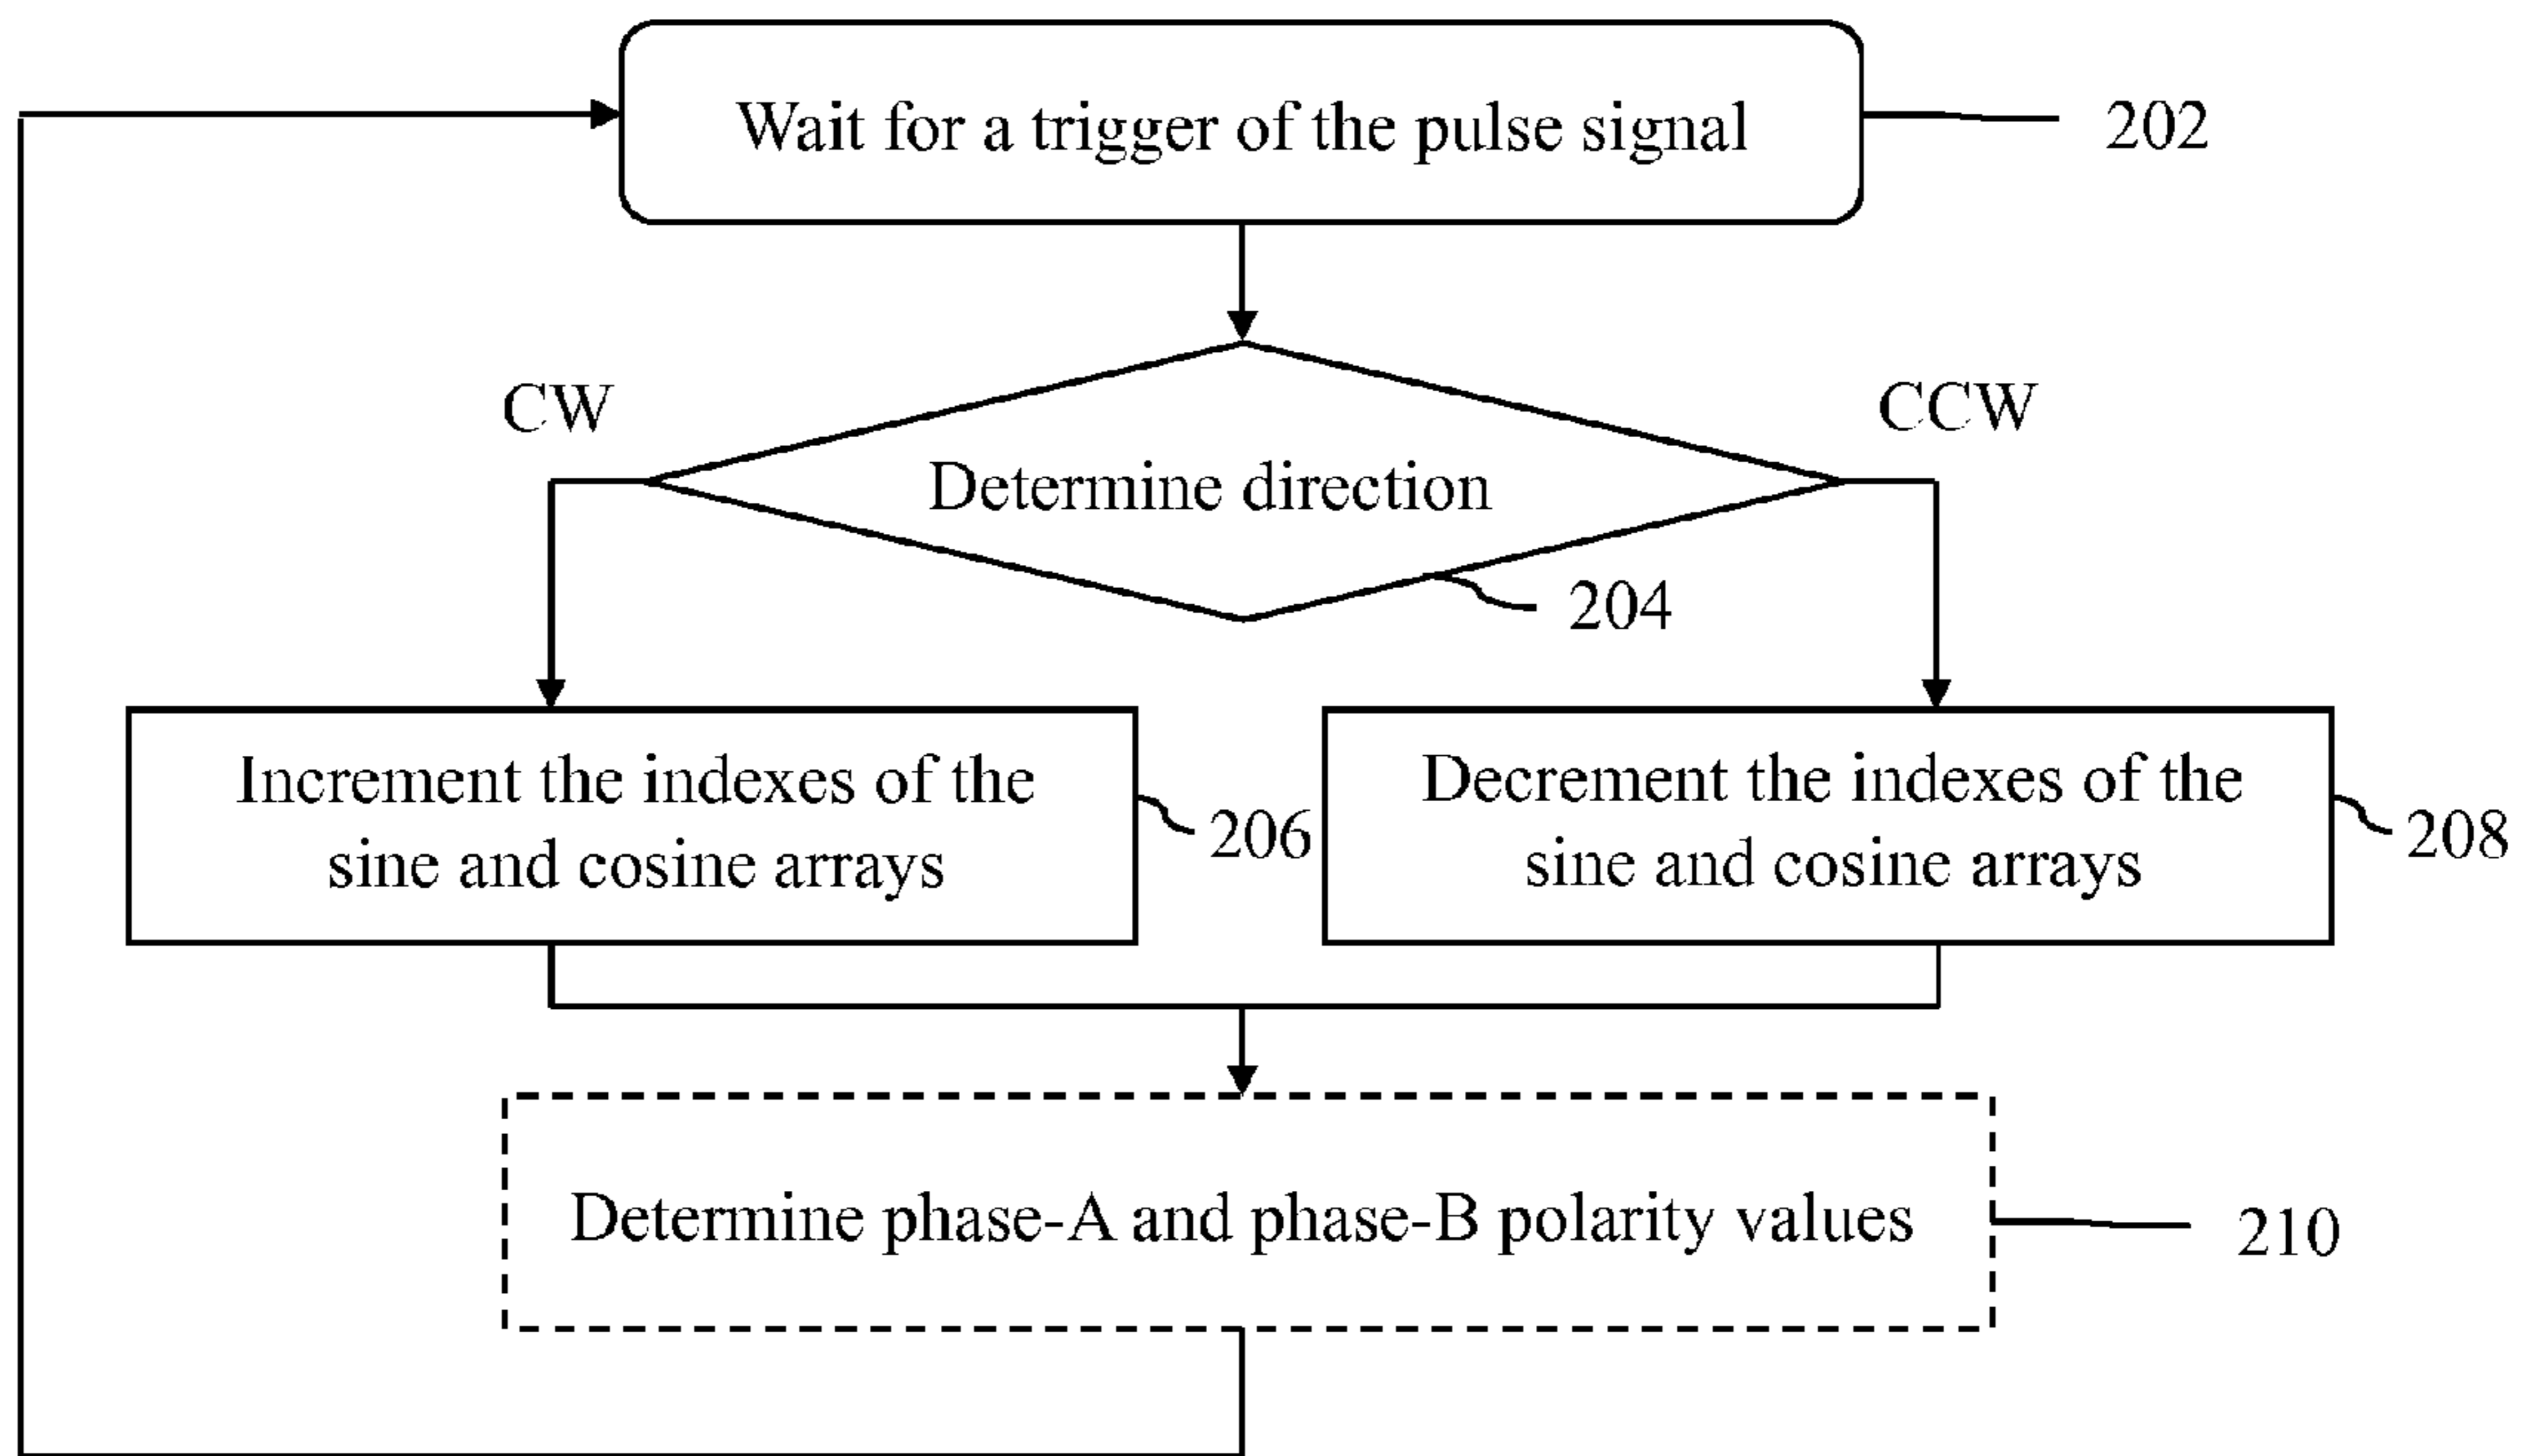 Wait for a trigger of the pulse signal
202
CW
CCW
Determine direction
204
Increment the indexes of the
sine and cosine arrays
206
Decrement the indexes of the
sine and cosine arrays
208
Determine phase-A and phase-B polarity values
210